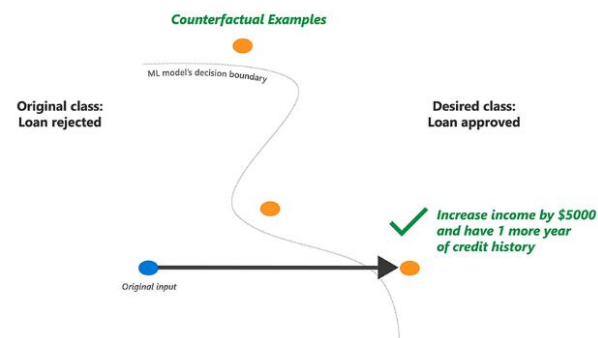 Counterfactual Examples
ML model's decision boundary
Original class:
Loan rejected
Desired class:
Loan approved
Increase income by $5000
and have 1 more year
of credit history
Original input